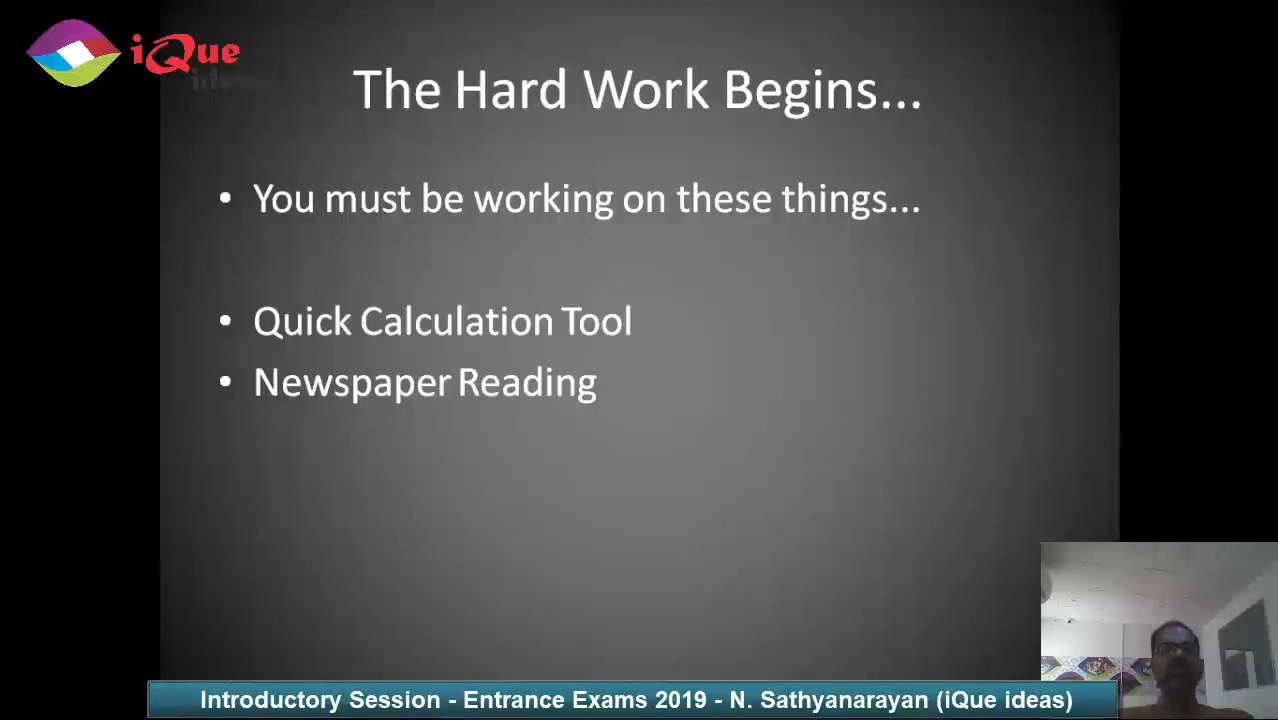 iQue
ideas
The Hard Work Begins...
• You must be working on these things...
• Quick Calculation Tool
• Newspaper Reading
Introductory Session - Entrance Exams 2019 - N. Sathyanarayan (iQue ideas)